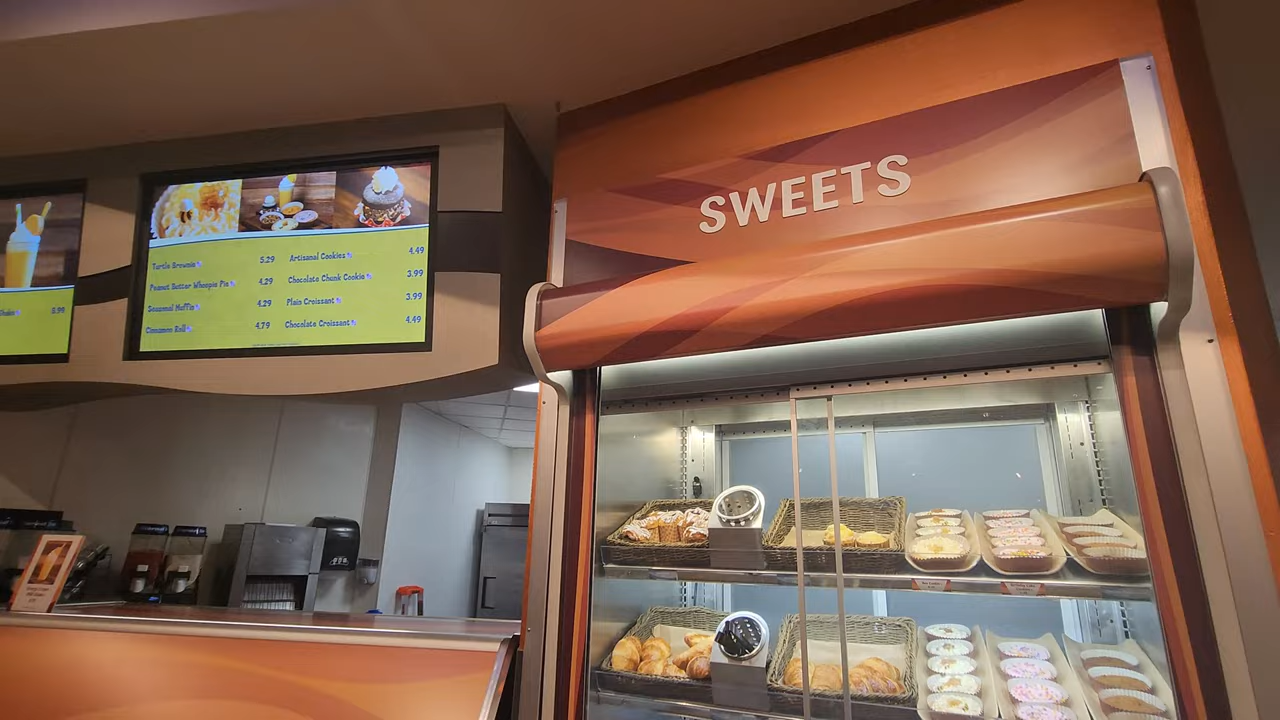 SWEETS
Turtle Brownie 5.29
Peanut Butter Whoopie Pie 4.29
Seasonal Muffin 4.29
Cinnamon Roll 4.79
Artisanal Cookies 4.49
Chocolate Chunk Cookie 3.99
Plain Croissant 3.99
Chocolate Croissant 4.49